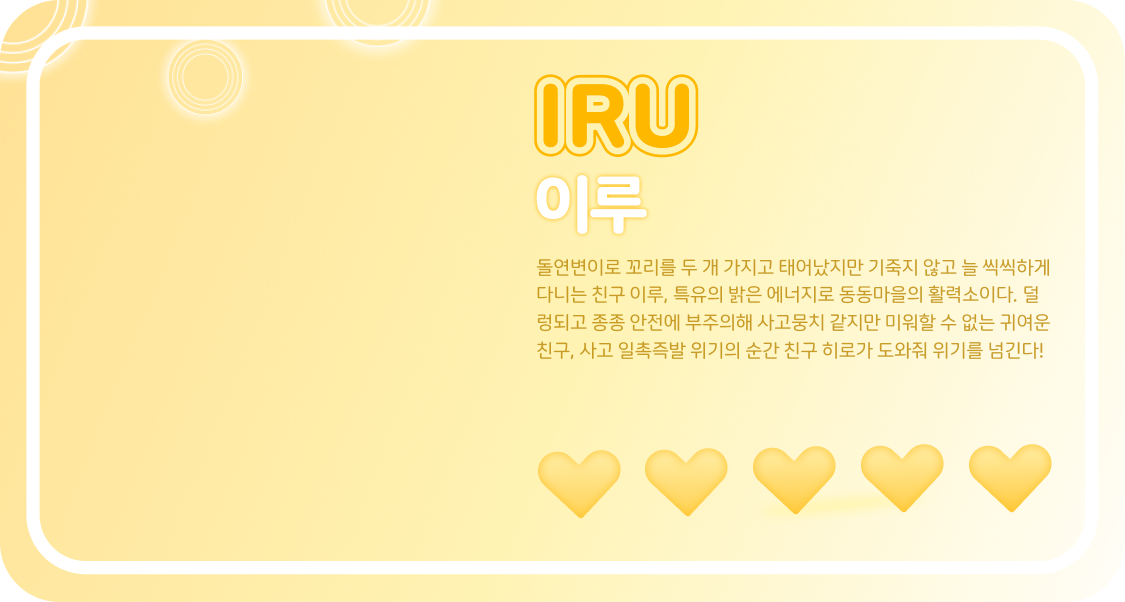 IRU
이루
돌연변이로 꼬리를 두 개 가지고 태어났지만 기죽지 않고 늘 씩씩하게
다니는 친구 이루, 특유의 밝은 에너지로 동동마을의 활력소이다. 덜
렁되고 종종 안전에 부주의해 사고뭉치 같지만 미워할 수 없는 귀여운
친구, 사고 일촉즉발 위기의 순간 친구 히로가 도와줘 위기를 넘긴다!